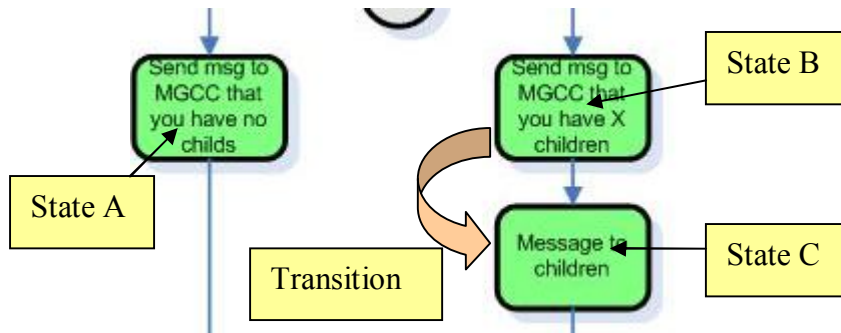 Send msg to
MGCC that
you have no
childs
State A
Send msg to
MGCC that
you have X
children
State B
Transition
Message to
children
State C